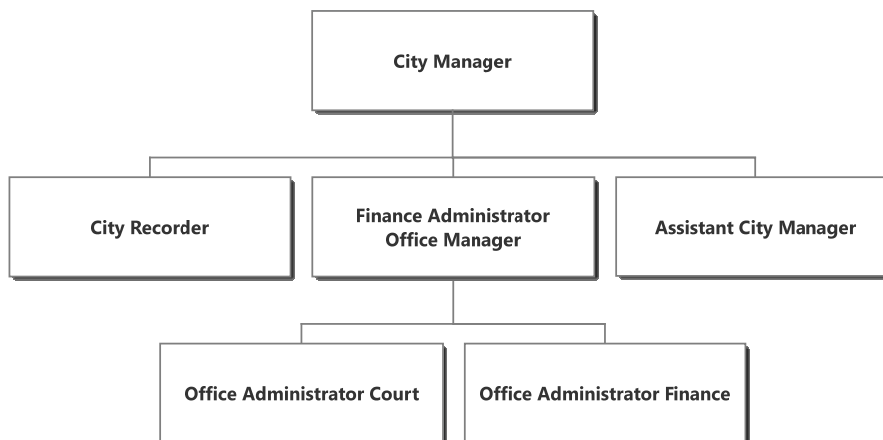 City Manager
City Recorder
Finance Administrator
Office Manager
Assistant City Manager
Office Administrator Court
Office Administrator Finance